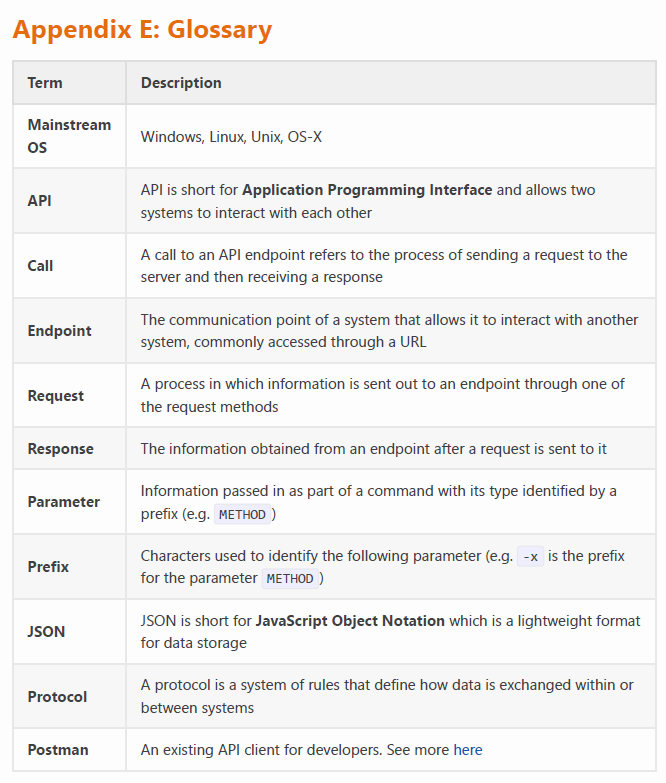 Appendix E: Glossary
Term Description
Mainstream
OS
Windows, Linux, Unix, OS-X
API
API is short for Application Programming Interface and allows two
systems to interact with each other
Call
A call to an API endpoint refers to the process of sending a request to the
server and then receiving a response
Endpoint
The communication point of a system that allows it to interact with another
system, commonly accessed through a URL
Request
A process in which information is sent out to an endpoint through one of
the request methods
Response The information obtained from an endpoint after a request is sent to it
Parameter
Information passed in as part of a command with its type identified by a
prefix (e.g. METHOD)
Prefix
Characters used to identify the following parameter (e.g. -x is the prefix
for the parameter METHOD)
JSON
JSON is short for JavaScript Object Notation which is a lightweight format
for data storage
Protocol
A protocol is a system of rules that define how data is exchanged within or
between systems
Postman An existing API client for developers. See more here